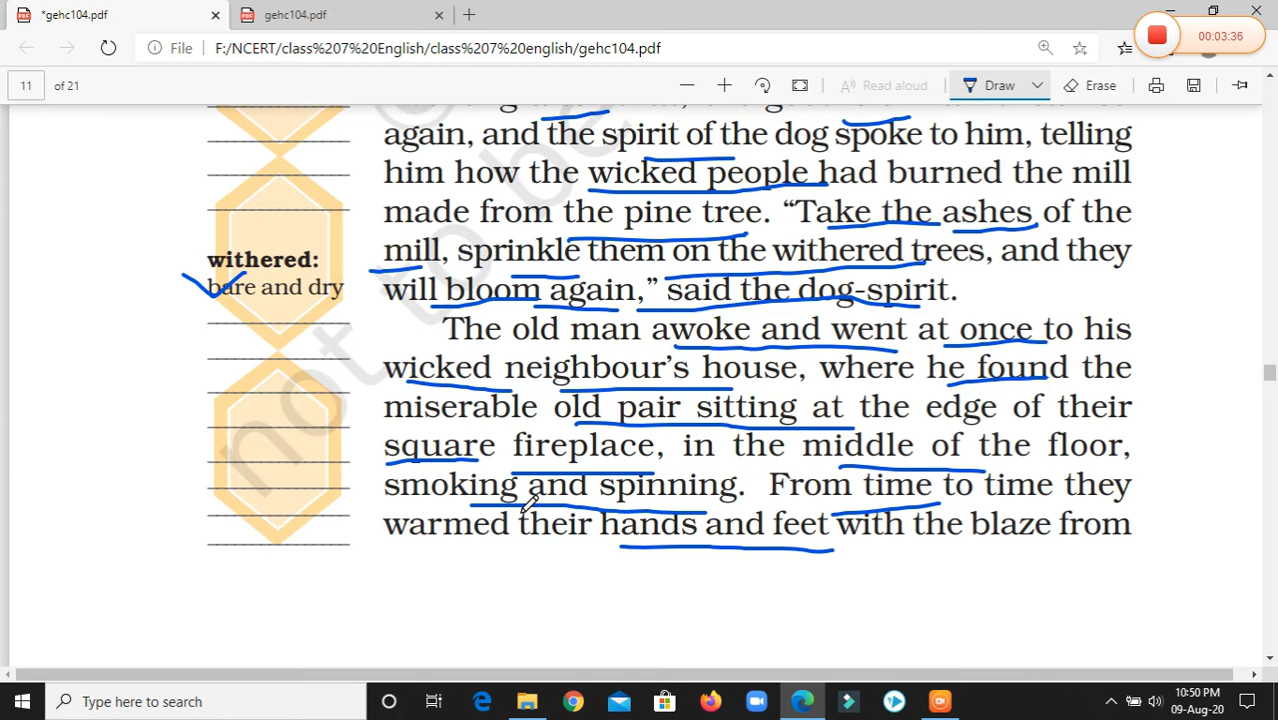 *gehc104.pdf
gehc104.pdf
00:03:36
File
F:/NCERT/class%207%20English/class%207%20english/gehc104.pdf
11 of 21
Read aloud
Draw
Erase
again, and the spirit of the dog spoke to him, telling
him how the wicked people had burned the mill
made from the pine tree. “Take the ashes of the
mill, sprinkle them on the withered trees, and they
will bloom again,” said the dog-spirit.
withered:
bare and dry
The old man awoke and went at once to his
wicked neighbour’s house, where he found the
miserable old pair sitting at the edge of their
square fireplace, in the middle of the floor,
smoking and spinning. From time to time they
warmed their hands and feet with the blaze from
not to be
Type here to search
10:50 PM
09-Aug-20